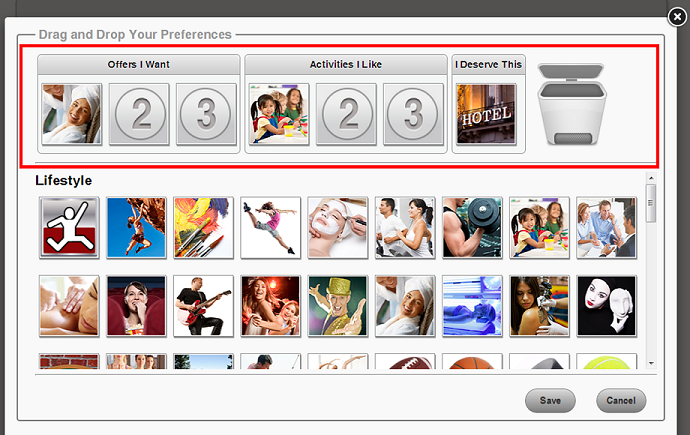 Drag and Drop Your Preferences
Offers I Want
Activities I Like
I Deserve This
2
3
2
3
HOTEL
Lifestyle
Save
Cancel